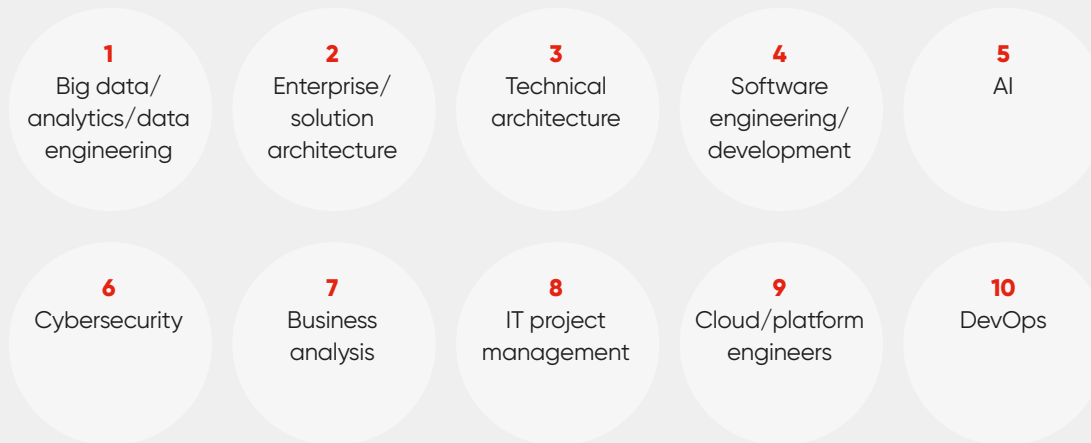 1
Big data/
analytics/data
engineering
2
Enterprise/
solution
architecture
3
Technical
architecture
4
Software
engineering/
development
5
AI
6
Cybersecurity
7
Business
analysis
8
IT project
management
9
Cloud/platform
engineers
10
DevOps